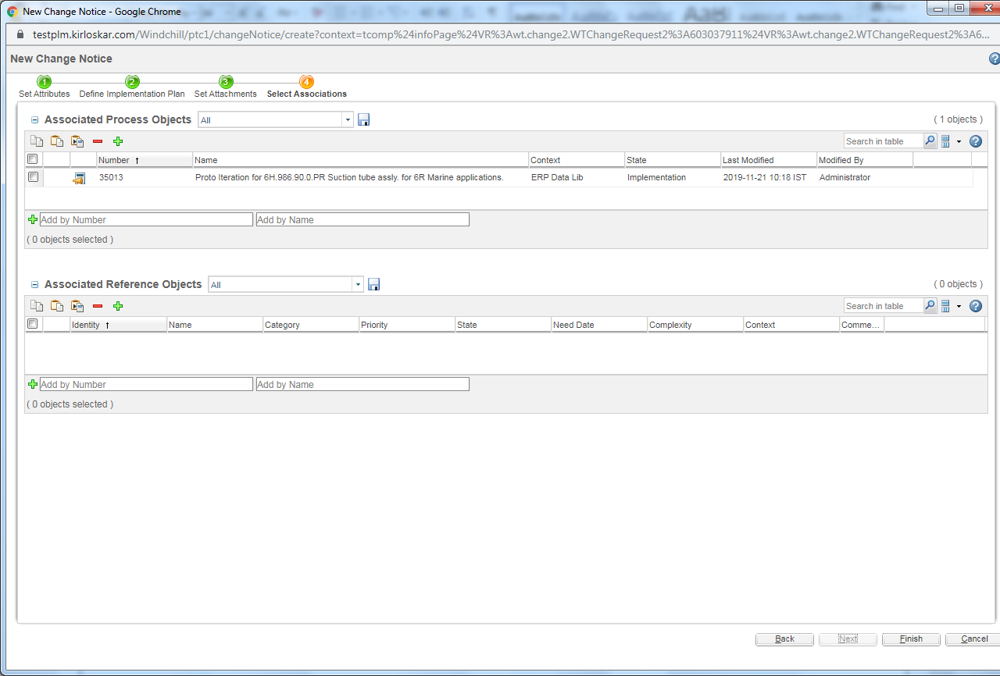 New Change Notice - Google Chrome
testplm.kirloskar.com/Windchill/ptc1/changeNotice/create?context=tcomp%24infoPage%24VR%3Awt.change2.WTChangeRequest2%3A603037911%24VR%3Awt.change2.WTChangeRequest2%3A6...
New Change Notice
1 2 3 4
Set Attributes Define Implementation Plan Set Attachments Select Associations
Associated Process Objects All ( 1 objects )
Search in table
Number Name Context State Last Modified Modified By
35013 Proto Iteration for 6H.986.90.0.PR Suction tube assly. for 6R Marine applications. ERP Data Lib Implementation 2019-11-21 10:18 IST Administrator
Add by Number Add by Name
( 0 objects selected )
Associated Reference Objects All ( 0 objects )
Search in table
Identity Name Category Priority State Need Date Complexity Context Comme...
Add by Number Add by Name
( 0 objects selected )
Back Next Finish Cancel